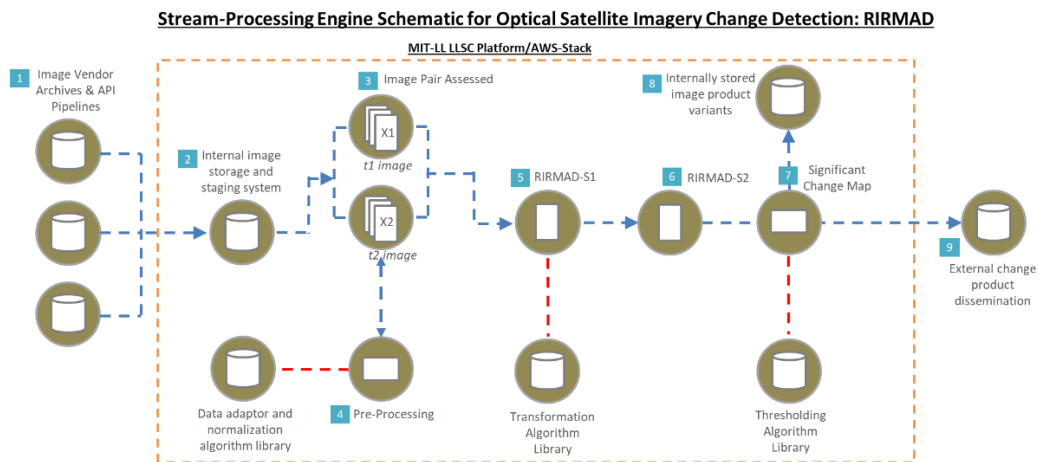 Stream-Processing Engine Schematic for Optical Satellite Imagery Change Detection: RIRMAD
MIT-LL LLSC Platform/AWS-Stack
1
Image Vendor
Archives & API
Pipelines
2
Internal image
storage and
staging system
3
Image Pair Assessed
X1
t1 image
X2
t2 image
4
Pre-Processing
Data adaptor and
normalization
algorithm library
5
RIRMAD-S1
Transformation
Algorithm
Library
6
RIRMAD-S2
7
Significant
Change Map
Thresholding
Algorithm
Library
8
Internally stored
image product
variants
9
External change
product
dissemination